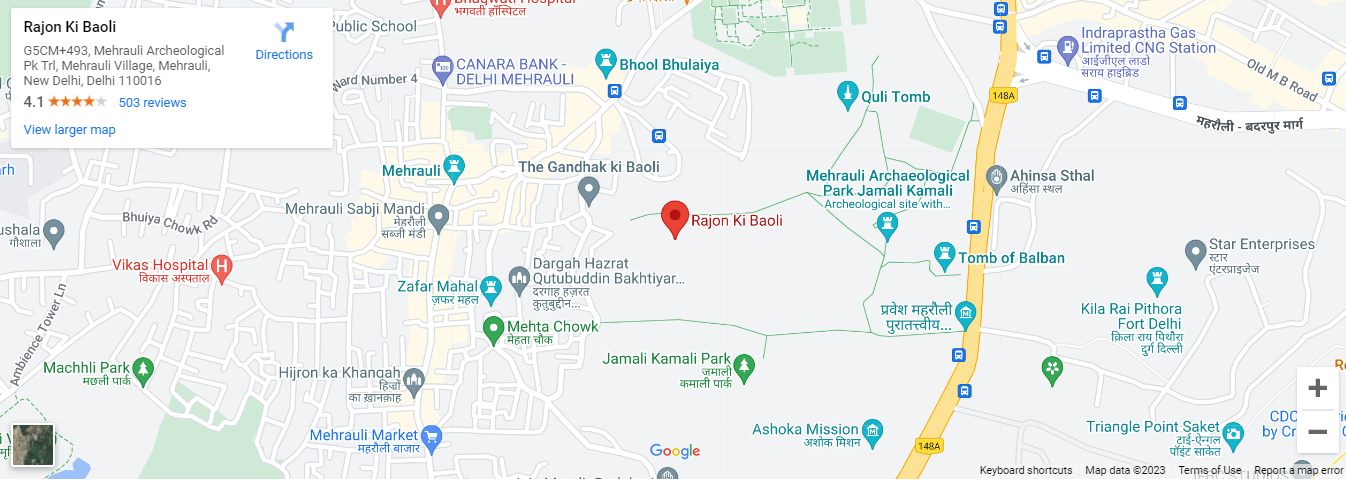 Rajon Ki Baoli
G5CM+493, Mehrauli Archeological
Pk Trl, Mehrauli Village, Mehrauli,
New Delhi, Delhi 110016
4.1
503 reviews
View larger map
Directions
Public School
भगवती हॉस्पिटल
Ward Number 4
CANARA BANK -
DELHI MEHRAULI
Bhool Bhulaiya
Quli Tomb
Indraprastha Gas
Limited CNG Station
आईजीएल लाडो
सराय हाइब्रिड
Old M B Road
148A
महरौली - बदरपुर मार्ग
Mehrauli
The Gandhak ki Baoli
Mehrauli Archaeological
Park Jamali Kamali
Archeological site with...
Ahinsa Sthal
अहिंसा स्थल
Bhuiya Chowk Rd
Mehrauli Sabji Mandi
मेहरौली
सब्जी मंडी
Rajon Ki Baoli
ushala
गौशाला
Vikas Hospital
विकास अस्पताल
Dargah Hazrat
Qutubuddin Bakhtiyar...
दरगाह हज़रत
कुतुबुद्दीन...
Tomb of Balban
Star Enterprises
स्टार
एंटरप्राइजेज
Zafar Mahal
ज़फर महल
Ambience Tower Ln
Mehta Chowk
मेहता चौक
प्रवेश महरौली
पुरातत्त्वीय...
Kila Rai Pithora
Fort Delhi
क़िला राय पिथौरा
दुर्ग दिल्ली
Machhli Park
मछली पार्क
Jamali Kamali Park
जमाली
कमाली पार्क
Hijron ka Khanqah
हिज्रों
का ख़ानक़ाह
Mehrauli Market
महरौली बाजार
Ashoka Mission
अशोक मिशन
148A
Triangle Point Saket
टाई-ऐन्गल
पॉइंट साकेत
CDC
by Cr
Google
Keyboard shortcuts
Map data ©2023
Terms of Use
Report a map error